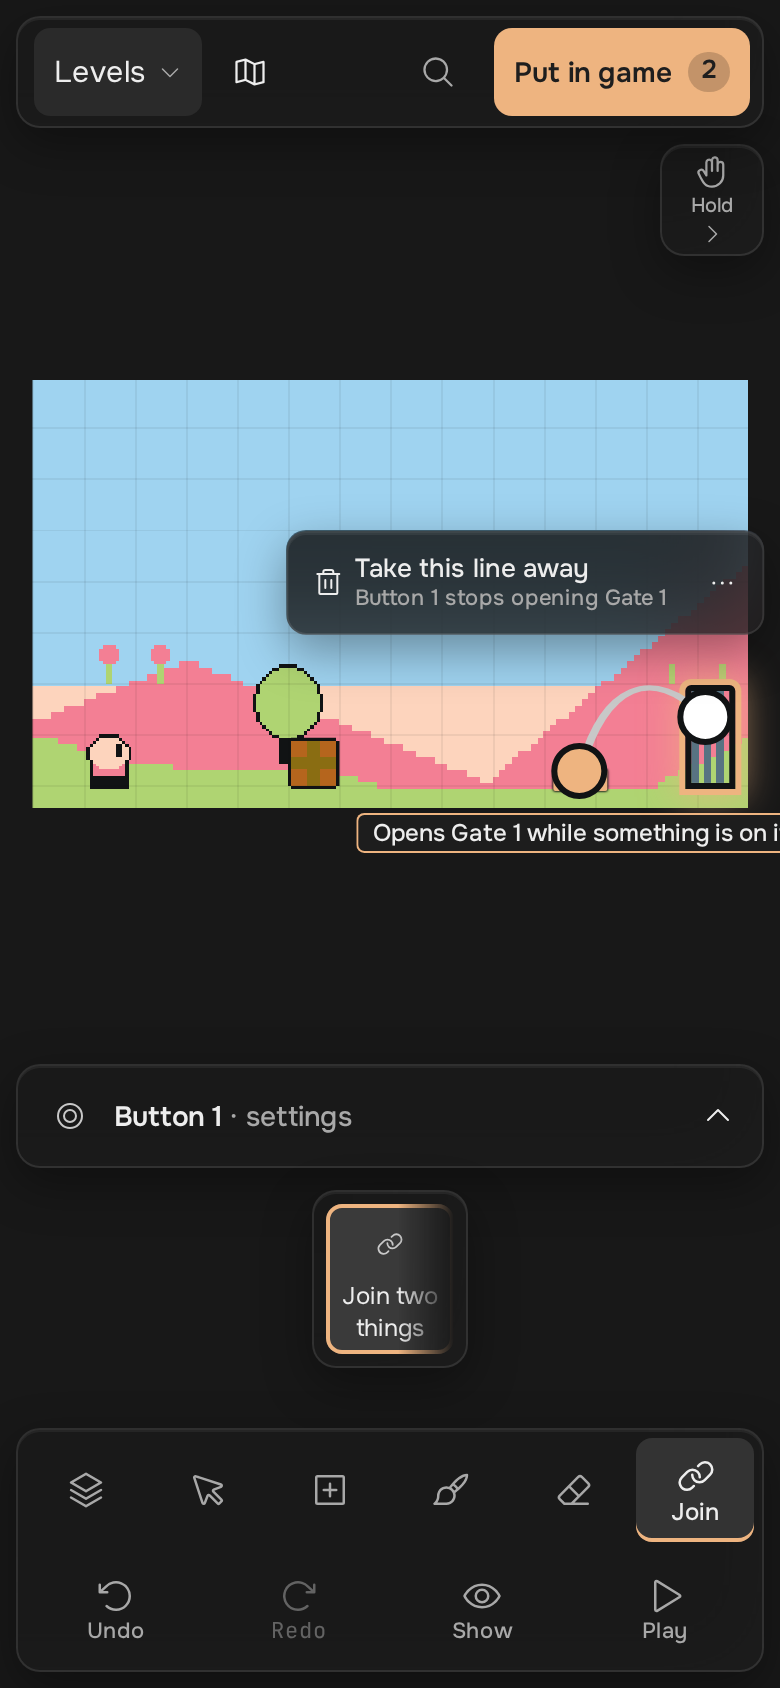 Levels
Put in game 2
Hold
Take this line away
Button 1 stops opening Gate 1
Opens Gate 1 while something is on
Button 1 · settings
Join two
things
Join
Undo
Redo
Show
Play